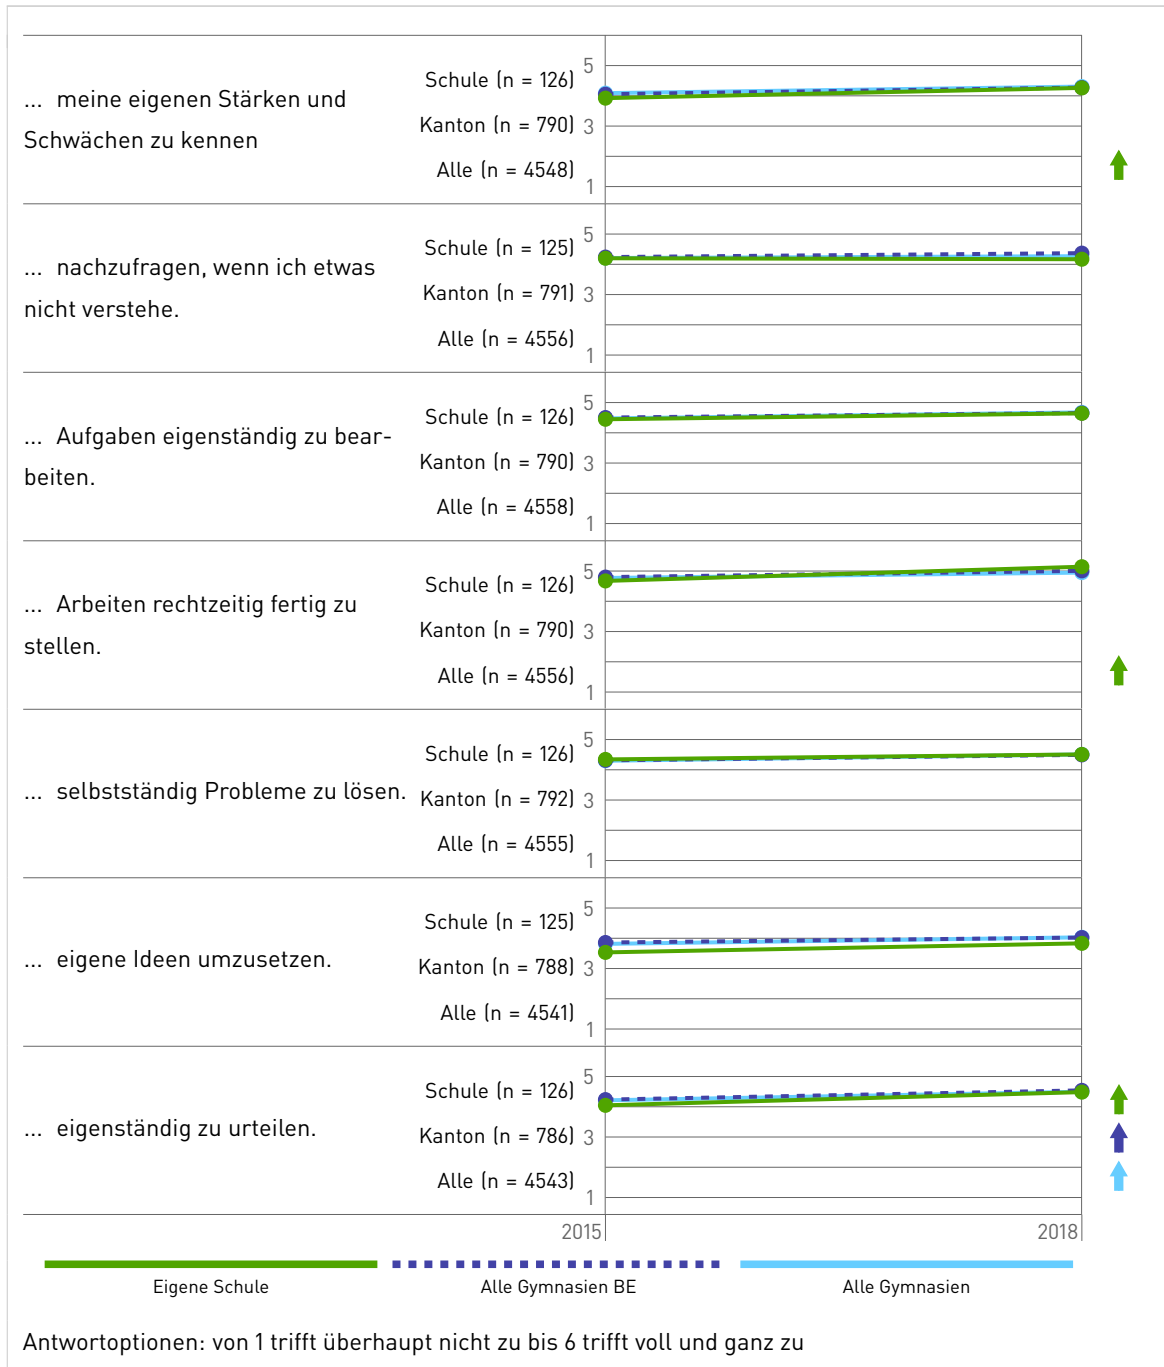 ... meine eigenen Stärken und
Schwächen zu kennen
Schule (n = 126)
Kanton (n = 790)
Alle (n = 4548)
5
3
1
... nachzufragen, wenn ich etwas
nicht verstehe.
Schule (n = 125)
Kanton (n = 791)
Alle (n = 4556)
5
3
1
... Aufgaben eigenständig zu bear-
beiten.
Schule (n = 126)
Kanton (n = 790)
Alle (n = 4558)
5
3
1
... Arbeiten rechtzeitig fertig zu
stellen.
Schule (n = 126)
Kanton (n = 790)
Alle (n = 4556)
5
3
1
... selbstständig Probleme zu lösen.
Schule (n = 126)
Kanton (n = 792)
Alle (n = 4555)
5
3
1
... eigene Ideen umzusetzen.
Schule (n = 125)
Kanton (n = 788)
Alle (n = 4541)
5
3
1
... eigenständig zu urteilen.
Schule (n = 126)
Kanton (n = 786)
Alle (n = 4543)
5
3
1
2015 2018
Eigene Schule Alle Gymnasien BE Alle Gymnasien
Antwortoptionen: von 1 trifft überhaupt nicht zu bis 6 trifft voll und ganz zu